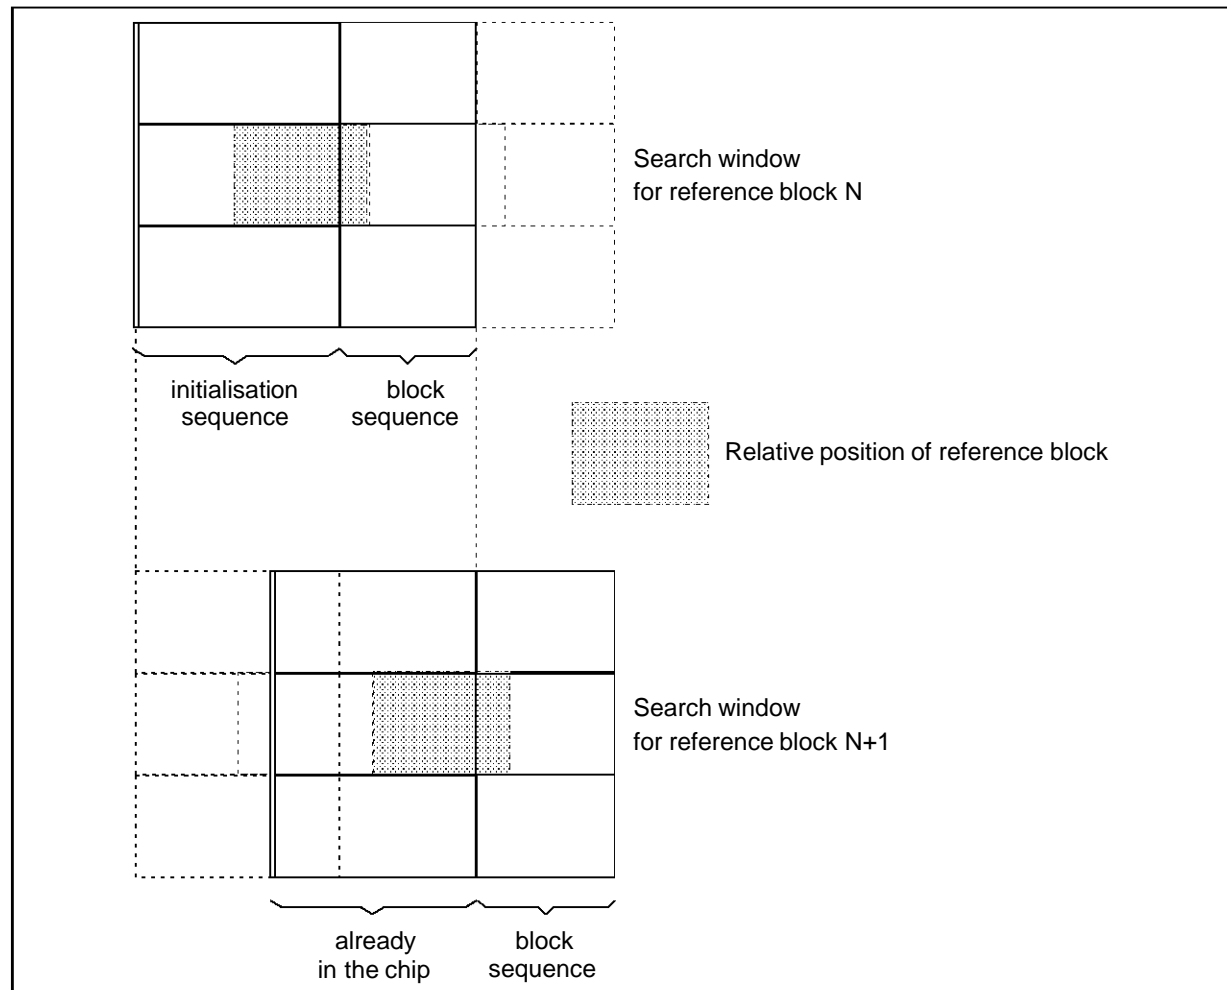 Search window
for reference block N
initialisation
sequence
block
sequence
Relative position of reference block
Search window
for reference block N+1
already
in the chip
block
sequence